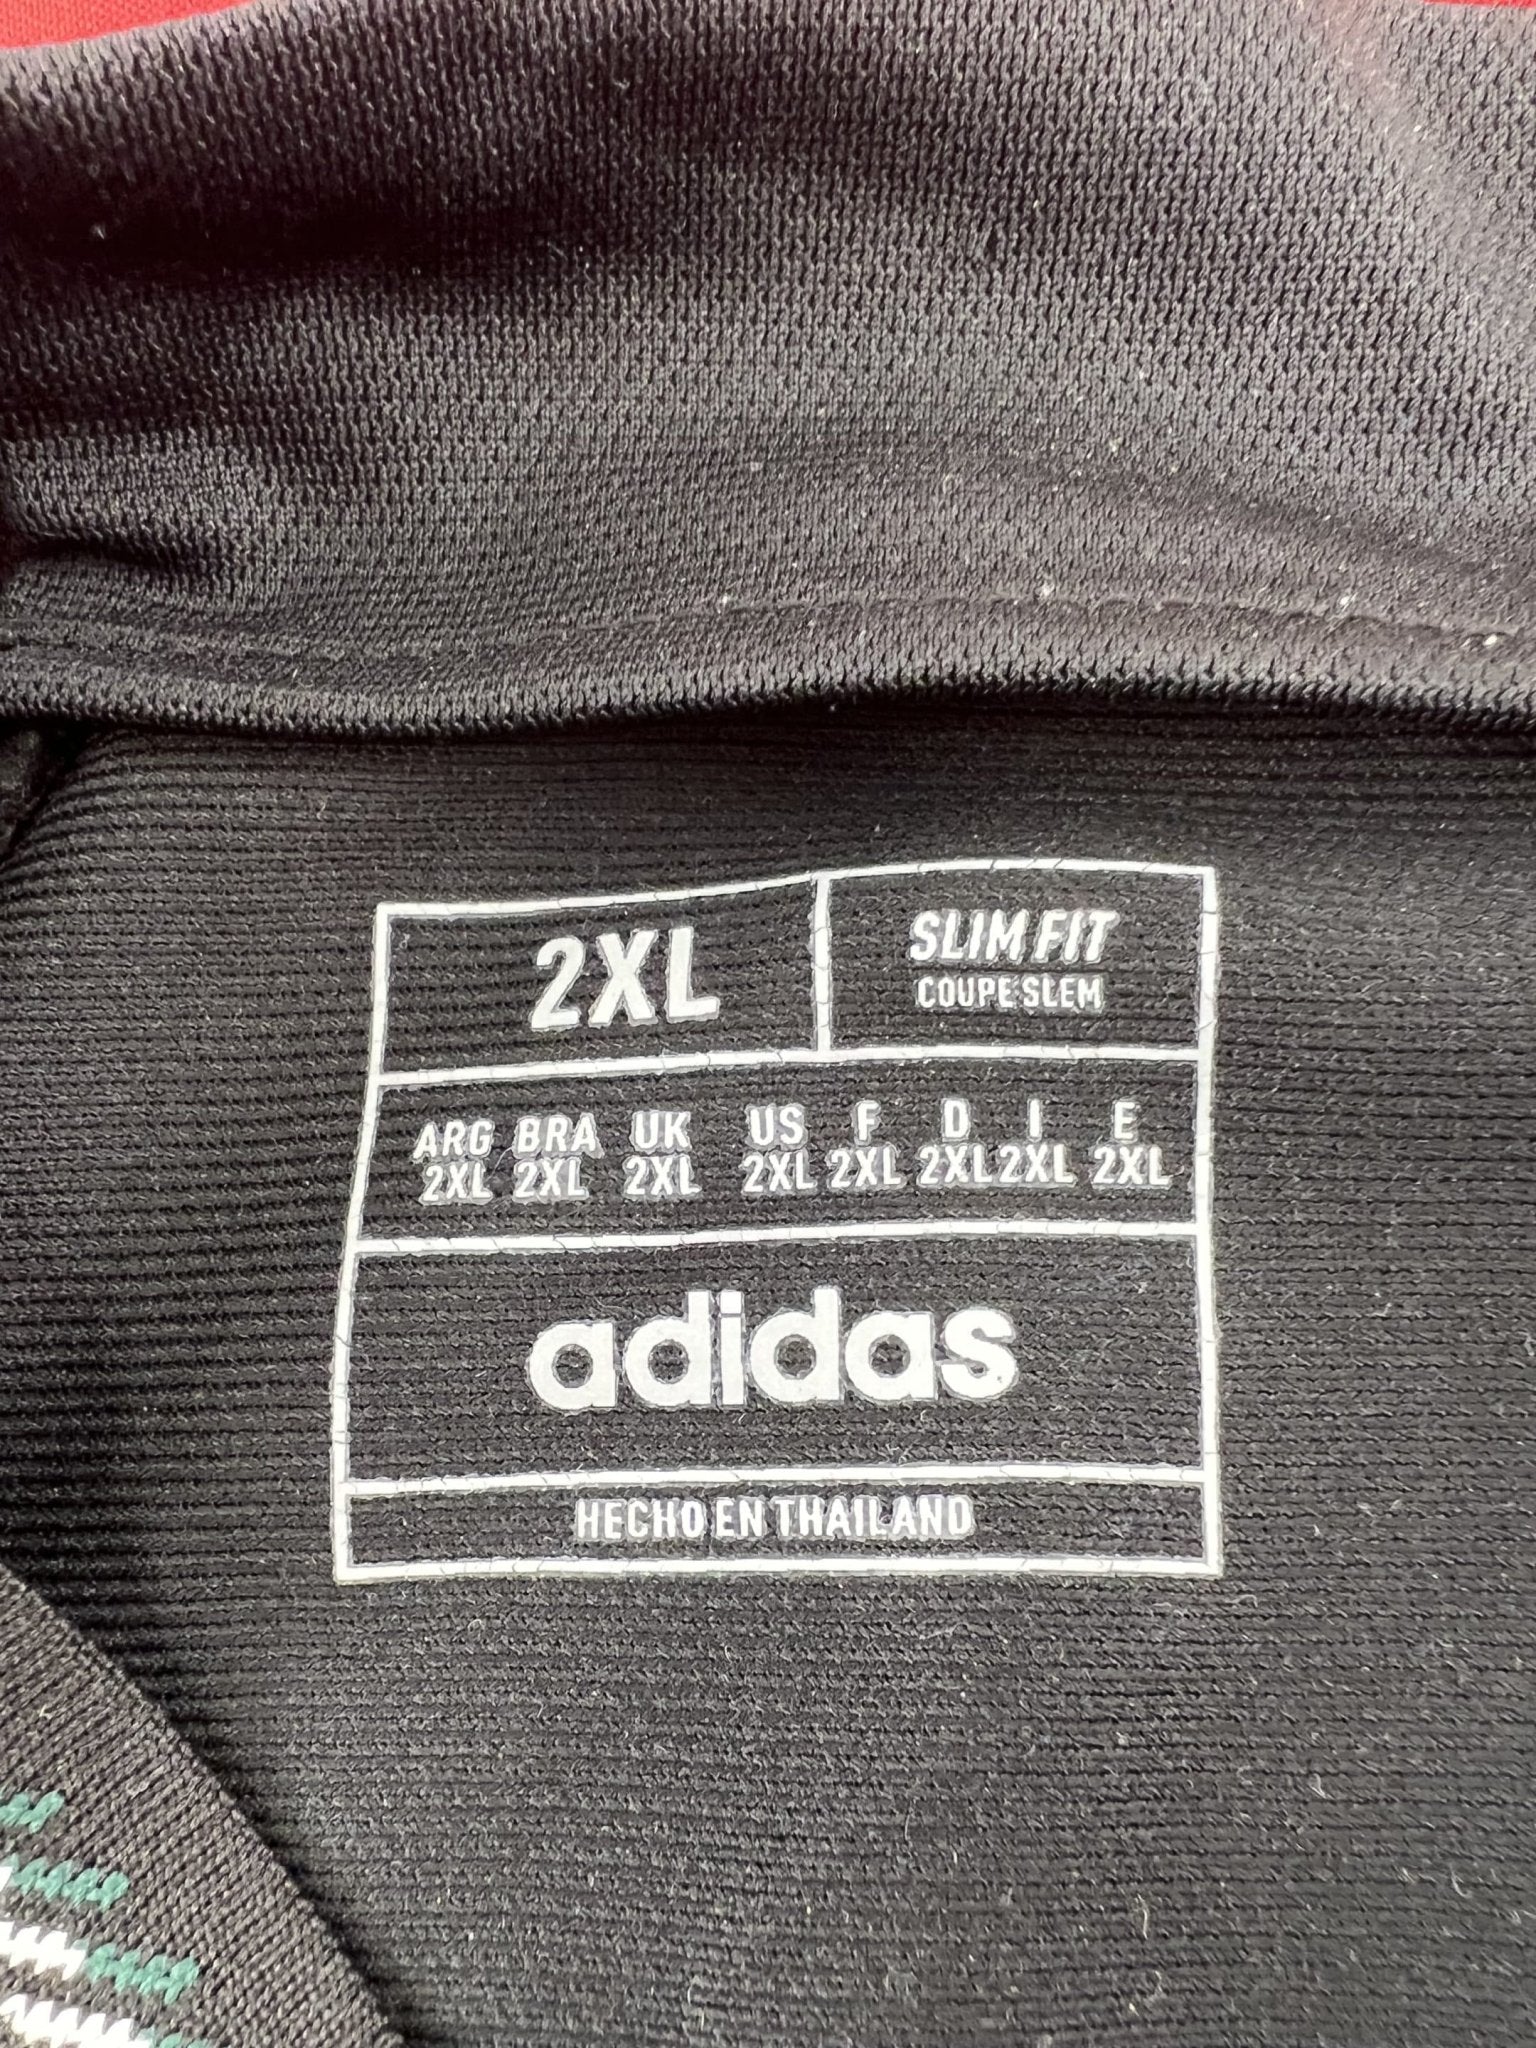 2XL
SLIM FIT
COUPE SLEM
ARG BRA UK US F D I E
2XL 2XL 2XL 2XL 2XL 2XL 2XL 2XL
adidas
HECHO EN THAILAND